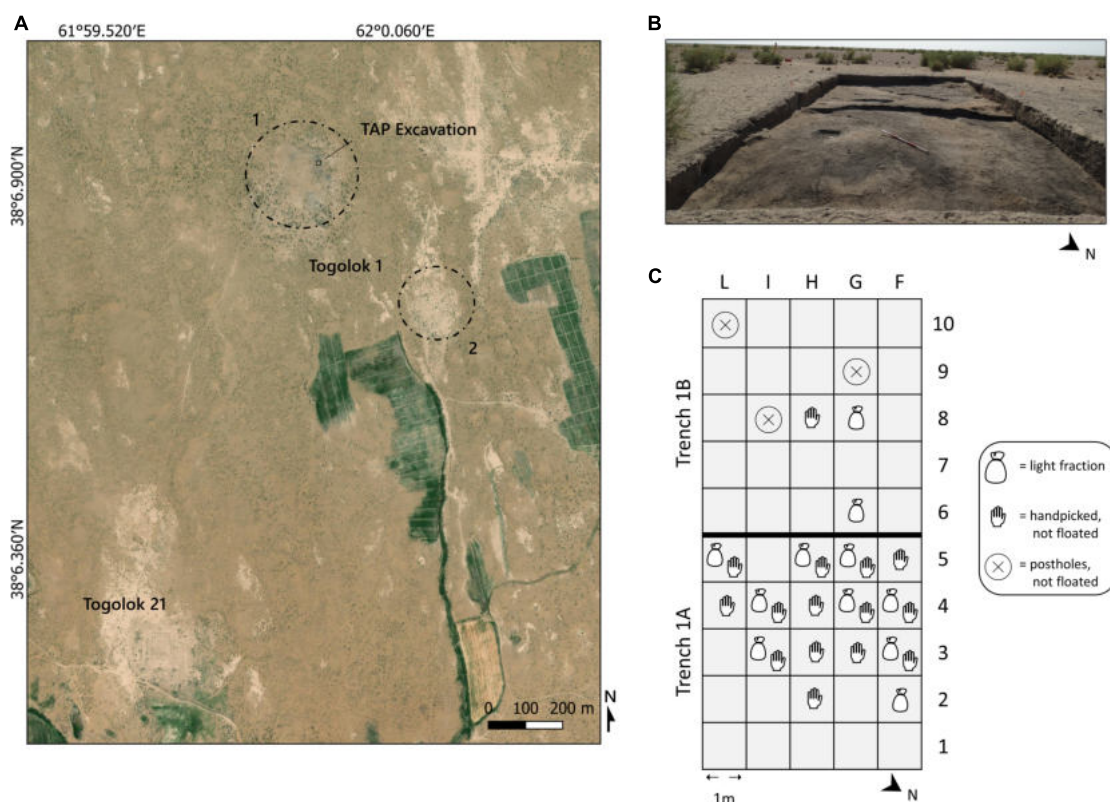 A
61°59.520′E
62°0.060′E
38°6.900′N
38°6.360′N
1
TAP Excavation
Togolok 1
2
Togolok 21
0 100 200 m
N
B
N
C
L I H G F
10
9
8
7
6
5
4
3
2
1
Trench 1B
Trench 1A
1m
N
= light fraction
= handpicked,
not floated
= postholes,
not floated